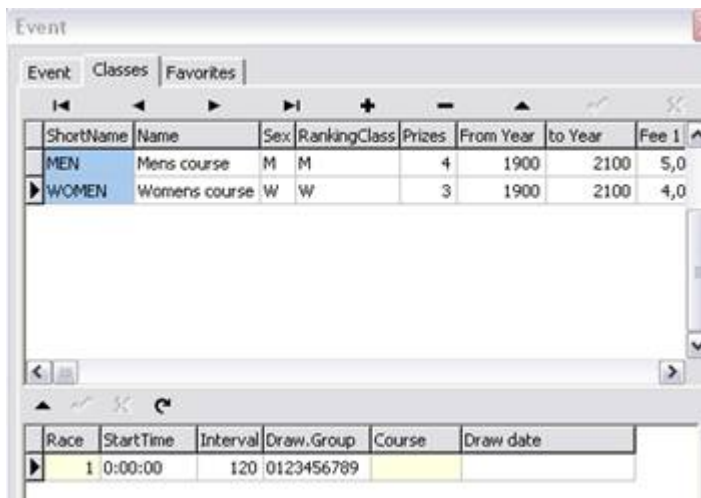 Event
Event Classes Favorites
ShortName Name Sex RankingClass Prizes From Year to Year Fee 1
MEN Mens course M M 4 1900 2100 5,0
WOMEN Womens course W W 3 1900 2100 4,0
Race StartTime Interval Draw.Group Course Draw date
1 0:00:00 120 0123456789